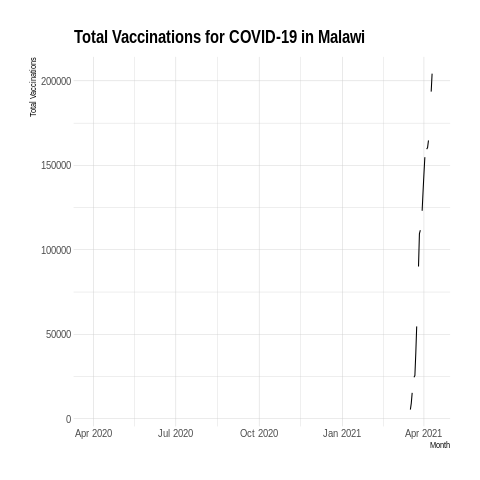 Total Vaccinations for COVID-19 in Malawi
Total Vaccinations
200000
150000
100000
50000
0
Apr 2020 Jul 2020 Oct 2020 Jan 2021 Apr 2021
Month